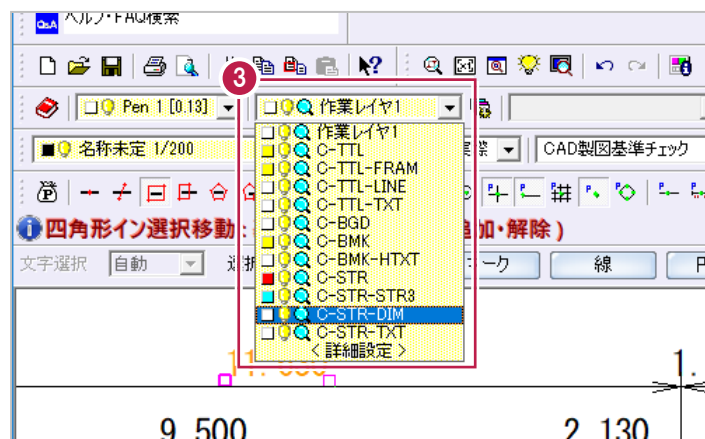 Q&A ヘルプ・FAQ検索
3
Pen 1 [0.13] 作業レイヤ1
名称未定 1/200
CAD製図基準チェック
作業レイヤ1
C-TTL
C-TTL-FRAM
C-TTL-LINE
C-TTL-TXT
C-BGD
C-BMK
C-BMK-HTXT
C-STR
C-STR-STR3
C-STR-DIM
C-STR-TXT
<詳細設定>
四角形イン選択移動: 加・解除)
文字選択 自動 ーク 線
1.
9.500 2.130